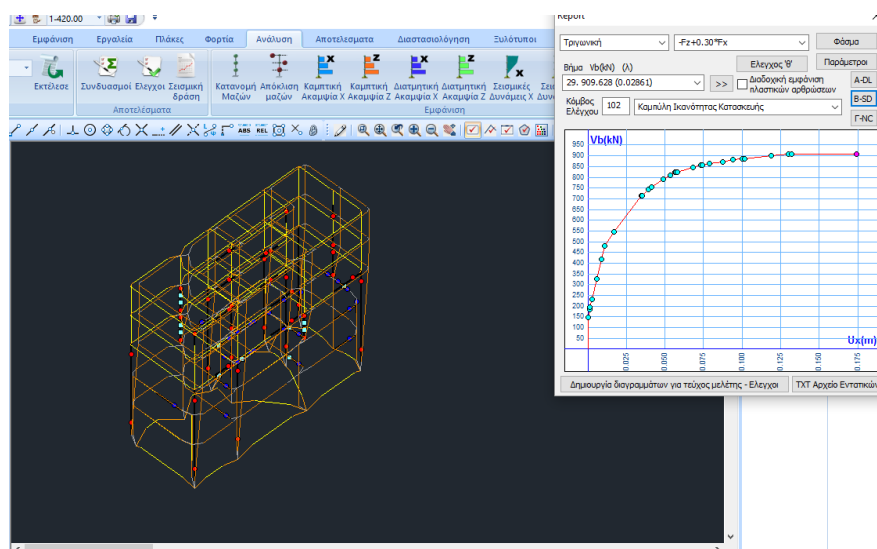 1-420.00
Report
Εμφάνιση Εργαλεία Πλάκες Φορτία Ανάλυση Αποτελεσματα Διαστασιολόγηση Ξυλότυποι
Εκτέλεσε
Συνδυασμοί Ελεγχοι Σεισμική
δράση
Κατανομή Απόκλιση Καμπτική Καμπτική Διατμητική Διατμητική Σεισμικές
Μαζών μαζών Ακαμψία X Ακαμψία Z Ακαμψία X Ακαμψία Z Δυνάμεις X
Αποτελέσματα Εμφάνιση
ABS REL
Τριγωνική -Fz+0.30*Fx Φάσμα
Βήμα Vb(kN) (λ) Ελεγχος 'θ' Παράμετροι
29. 909.628 (0.02861) >> Διαδοχική εμφάνιση
πλαστικών αρθρώσεων
A-DL
B-SD
Γ-NC
Κόμβος
Ελέγχου 102 Καμπύλη Ικανότητας Κατασκευής
Vb(kN)
950
900
850
800
750
700
650
600
550
500
450
400
350
300
250
200
150
100
50
Ux(m)
0.025 0.050 0.075 0.100 0.125 0.150 0.175
Δημιουργία διαγραμμάτων για τεύχος μελέτης - Ελεγχοι TXT Αρχείο Εντατικών